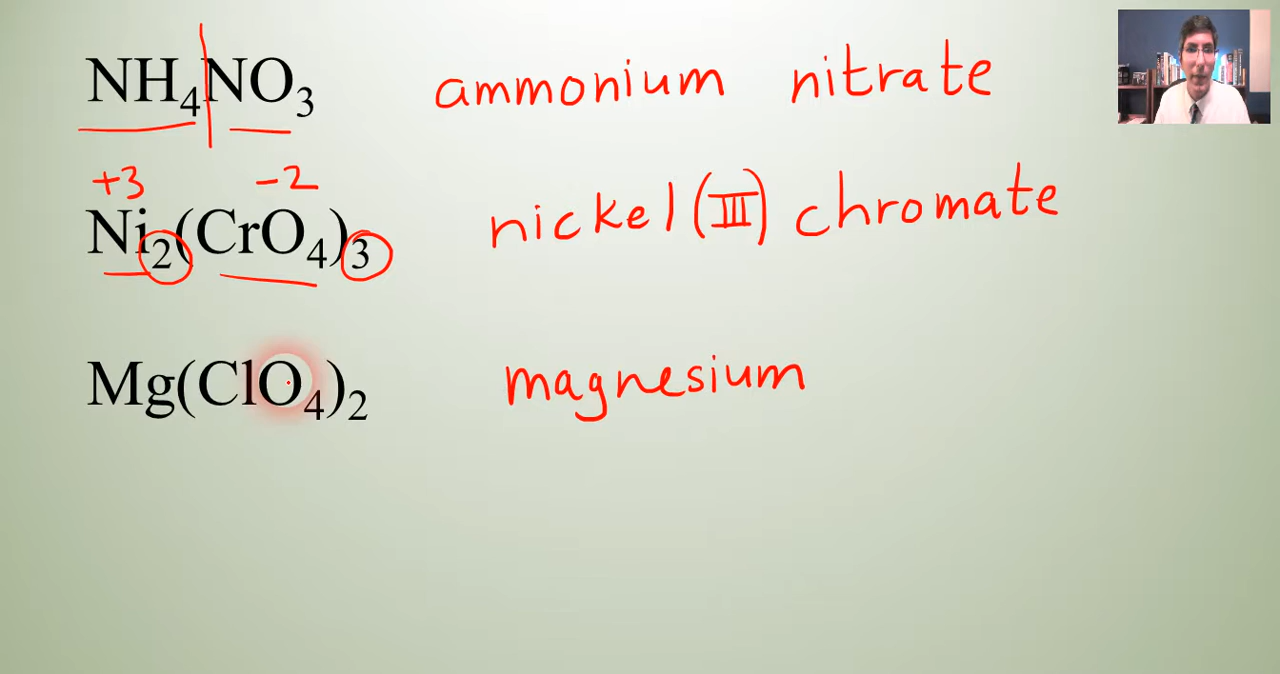 NH₄NO₃ ammonium nitrate
+3 -2
Ni₂(CrO₄)₃ nickel (III) chromate
Mg(ClO₄)₂ magnesium